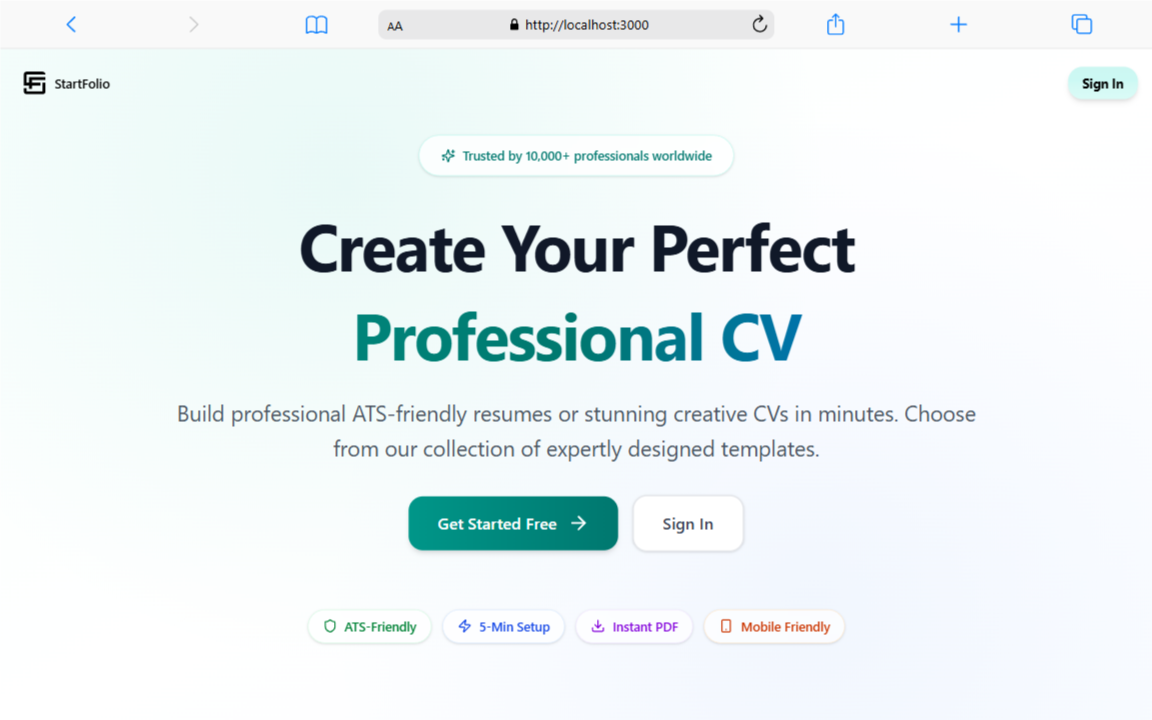 AA
http://localhost:3000
StartFolio
Sign In
Trusted by 10,000+ professionals worldwide
Create Your Perfect
Professional CV
Build professional ATS-friendly resumes or stunning creative CVs in minutes. Choose
from our collection of expertly designed templates.
Get Started Free
Sign In
ATS-Friendly
5-Min Setup
Instant PDF
Mobile Friendly